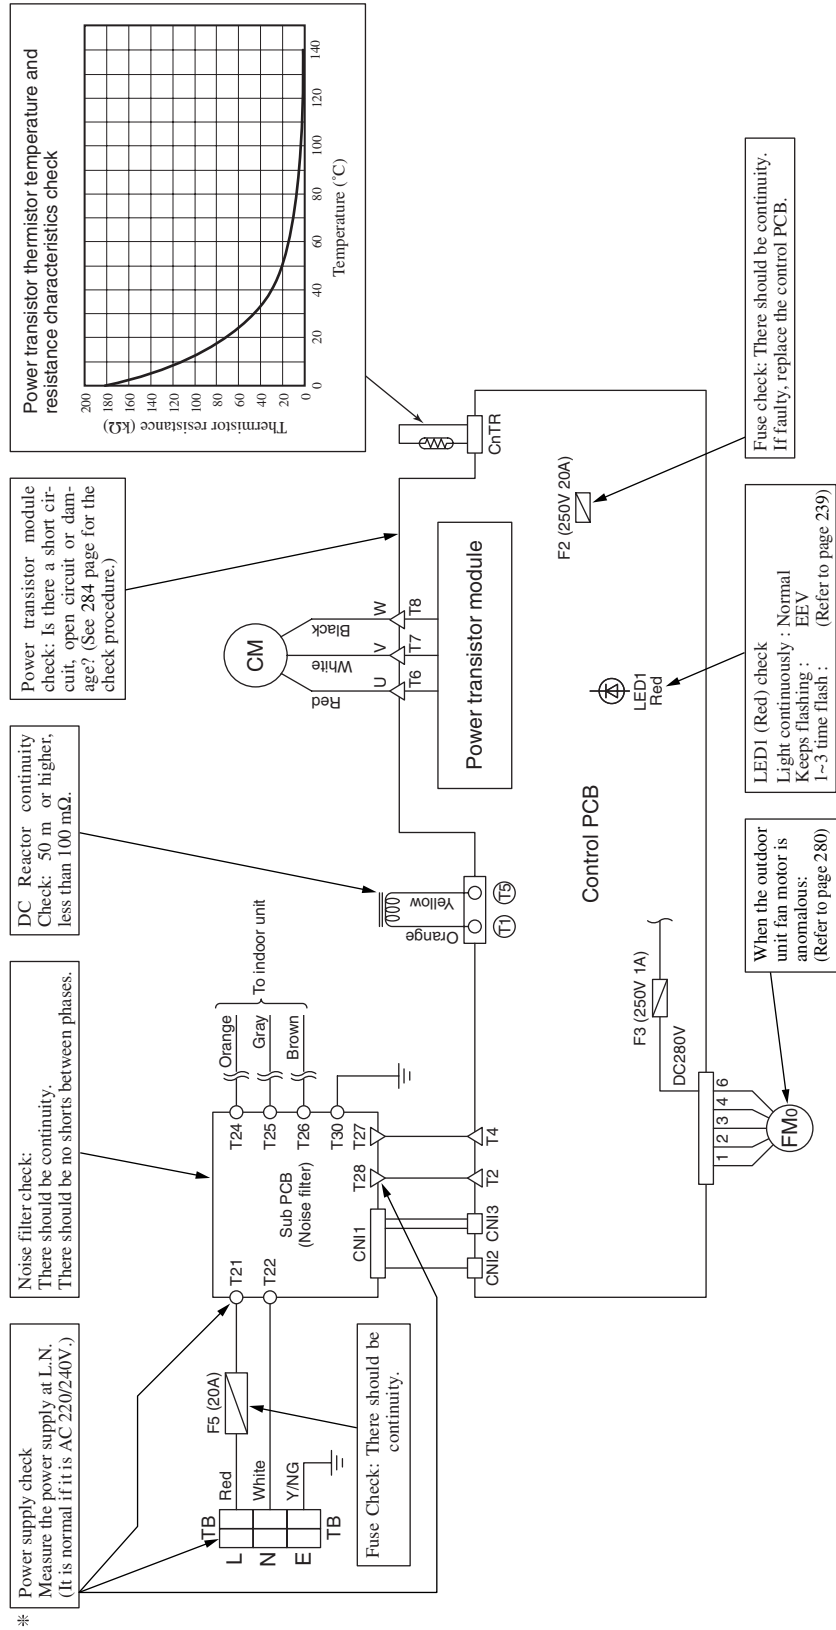 * Power supply check
Measure the power supply at L.N.
(It is normal if it is AC 220/240V.)
Noise filter check:
There should be continuity.
There should be no shorts between phases.
DC Reactor continuity
Check: 50 m or higher,
less than 100 mΩ.
Power transistor module
check: Is there a short cir-
cuit, open circuit or dam-
age? (See 284 page for the
check procedure.)
Power transistor thermistor temperature and
resistance characteristics check
Thermistor resistance (kΩ)
200
180
160
140
120
100
80
60
40
20
0
0 20 40 60 80 100 120 140
Temperature (°C)
TB
L
N
E
TB
Red
White
Y/NG
F5 (20A)
Fuse Check: There should be
continuity.
T21
T22
Sub PCB
(Noise filter)
T24
T25
T26
T30
T27
T28
CNI1
Orange
Gray
Brown
To indoor unit
CNI2
CNI3
T2
T4
Orange
Yellow
T1
T5
CM
Red
White
Black
U
V
W
T6
T7
T8
Power transistor module
CnTR
Control PCB
F2 (250V 20A)
LED1
Red
F3 (250V 1A)
DC280V
1 2 3 4 6
FM0
When the outdoor
unit fan motor is
anomalous:
(Refer to page 280)
LED1 (Red) check
Light continuously : Normal
Keeps flashing : EEV
1~3 time flash : (Refer to page 239)
Fuse check: There should be continuity.
If faulty, replace the control PCB.